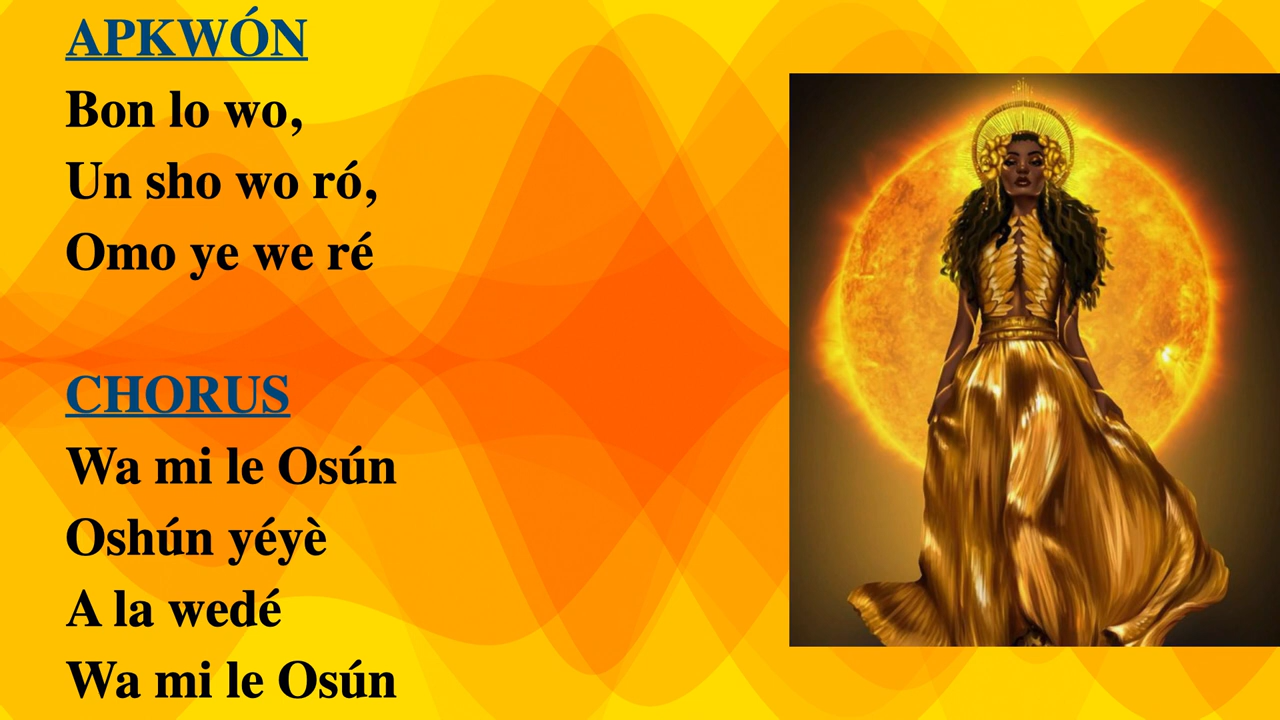 APKWÓN
Bon lo wo,
Un sho wo ró,
Omo ye we ré
CHORUS
Wa mi le Osún
Oshún yéyè
A la wedé
Wa mi le Osún